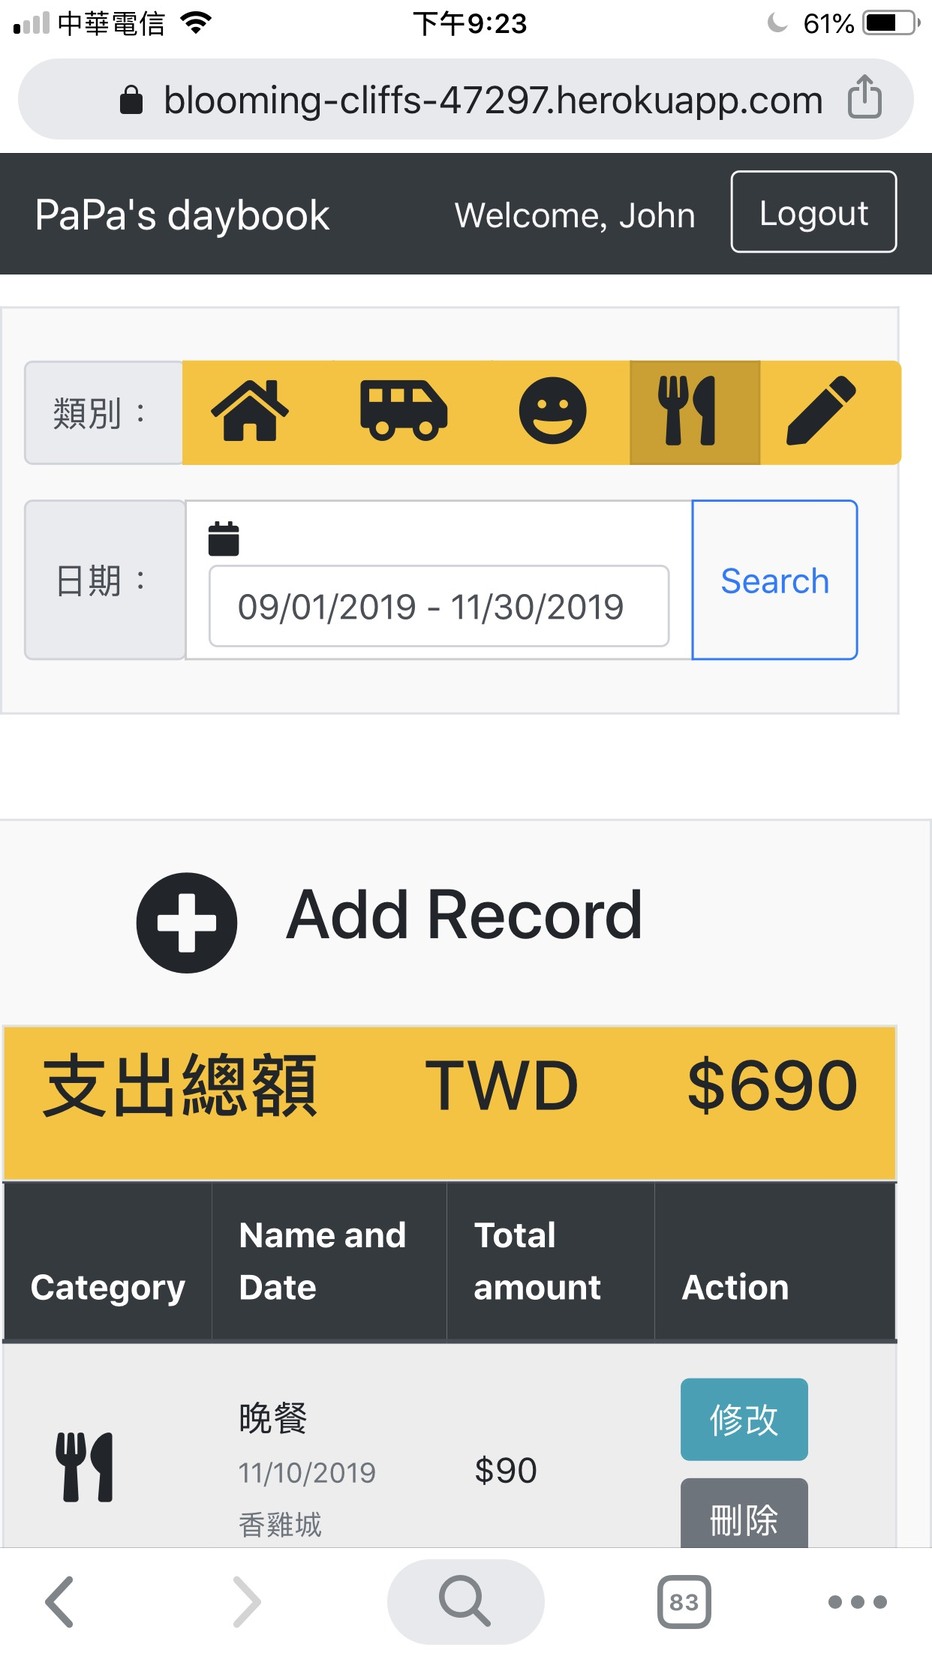 中華電信 下午9:23 61%
blooming-cliffs-47297.herokuapp.com
PaPa's daybook Welcome, John Logout
類別：
日期：
09/01/2019 - 11/30/2019
Search
Add Record
支出總額 TWD $690
Category Name and Date Total amount Action
晚餐
11/10/2019
香雞城
$90
修改
刪除
83